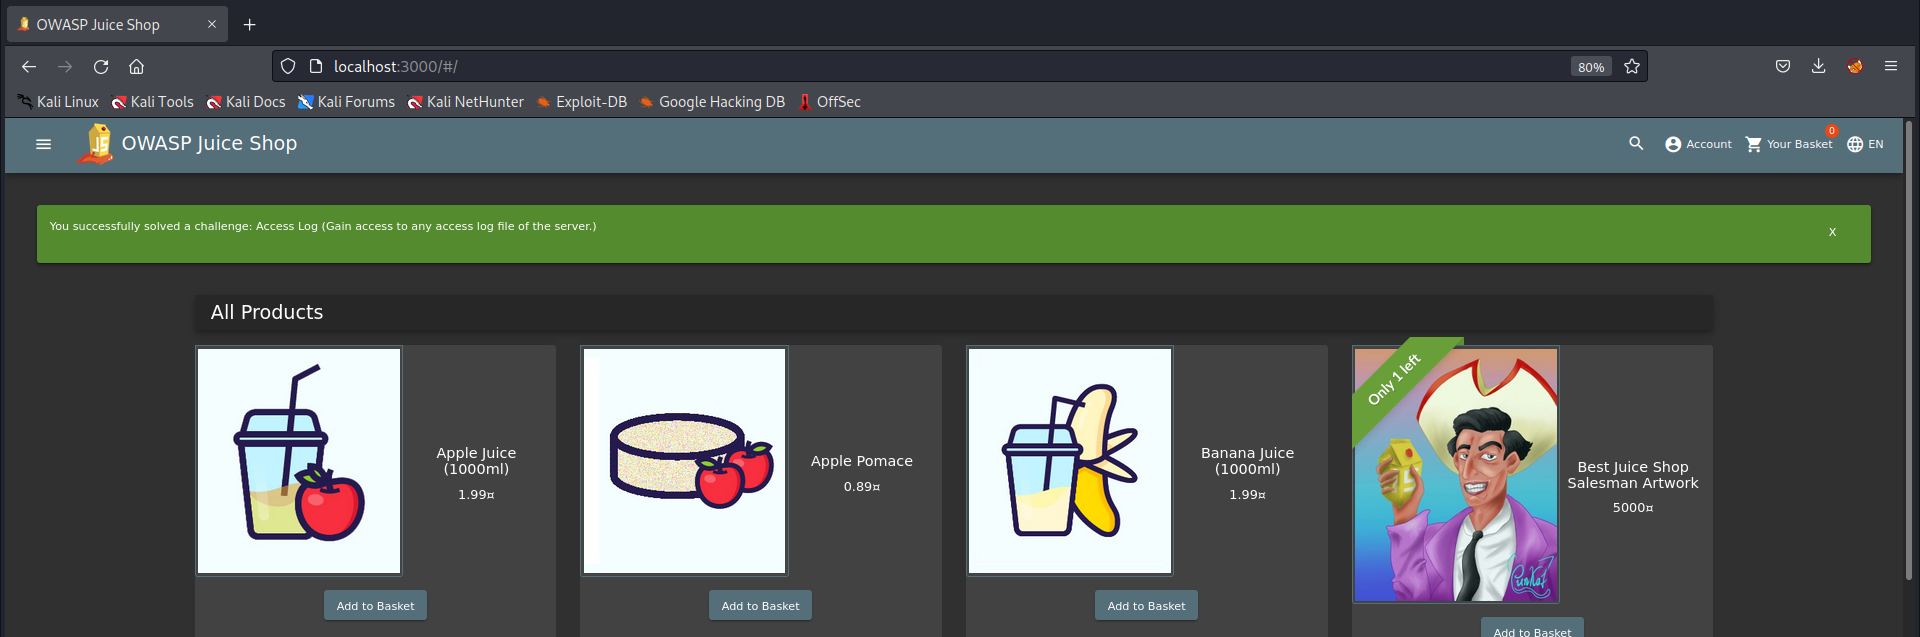 OWASP Juice Shop
localhost:3000/#/
80%
Kali Linux Kali Tools Kali Docs Kali Forums Kali NetHunter Exploit-DB Google Hacking DB OffSec
JS OWASP Juice Shop
Account 0 Your Basket EN
You successfully solved a challenge: Access Log (Gain access to any access log file of the server.) X
All Products
Apple Juice
(1000ml)
1.99¤
Add to Basket
Apple Pomace
0.89¤
Add to Basket
Banana Juice
(1000ml)
1.99¤
Add to Basket
Only 1 left
Best Juice Shop
Salesman Artwork
5000¤
Add to Basket